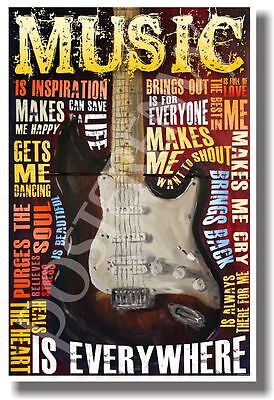 MUSIC
IS INSPIRATION
MAKES
ME HAPPY
CAN SAVE
A
LIFE
GETS
ME
DANCING
PURGES THE
SOUL
RELIEVES
STRESS
IS BEAUTIFUL
HEALS
THE HEART
BRINGS OUT
THE BEST IN
ME
IS FULL OF
LOVE
IS FOR
EVERYONE
MAKES
ME
WANT TO SHOUT
MAKES ME CRY
BRINGS BACK
IS ALWAYS
THERE FOR ME
IS EVERYWHERE